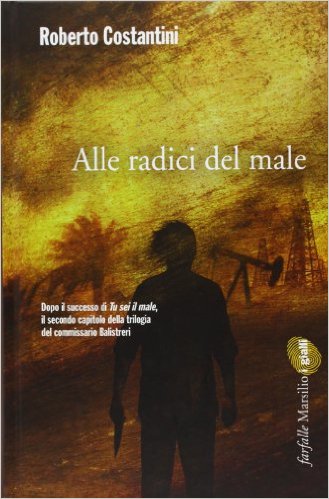 Roberto Costantini
Alle radici del male
Dopo il successo di Tu sei il male,
il secondo capitolo della trilogia
del commissario Balistreri
farfalle Marsilio gialli